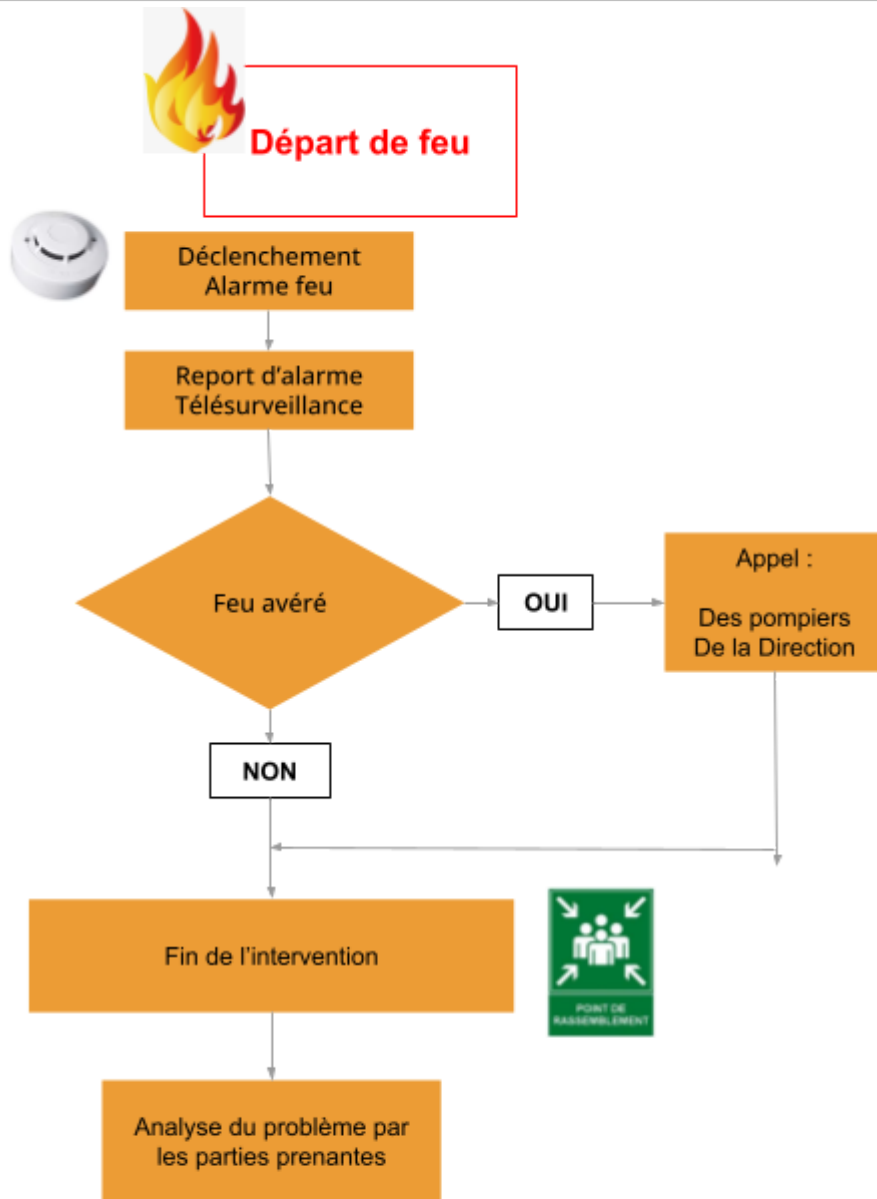 Départ de feu
Déclenchement
Alarme feu
Report d'alarme
Télésurveillance
Feu avéré
OUI
Appel :
Des pompiers
De la Direction
NON
Fin de l'intervention
POINT DE
RASSEMBLEMENT
Analyse du problème par
les parties prenantes